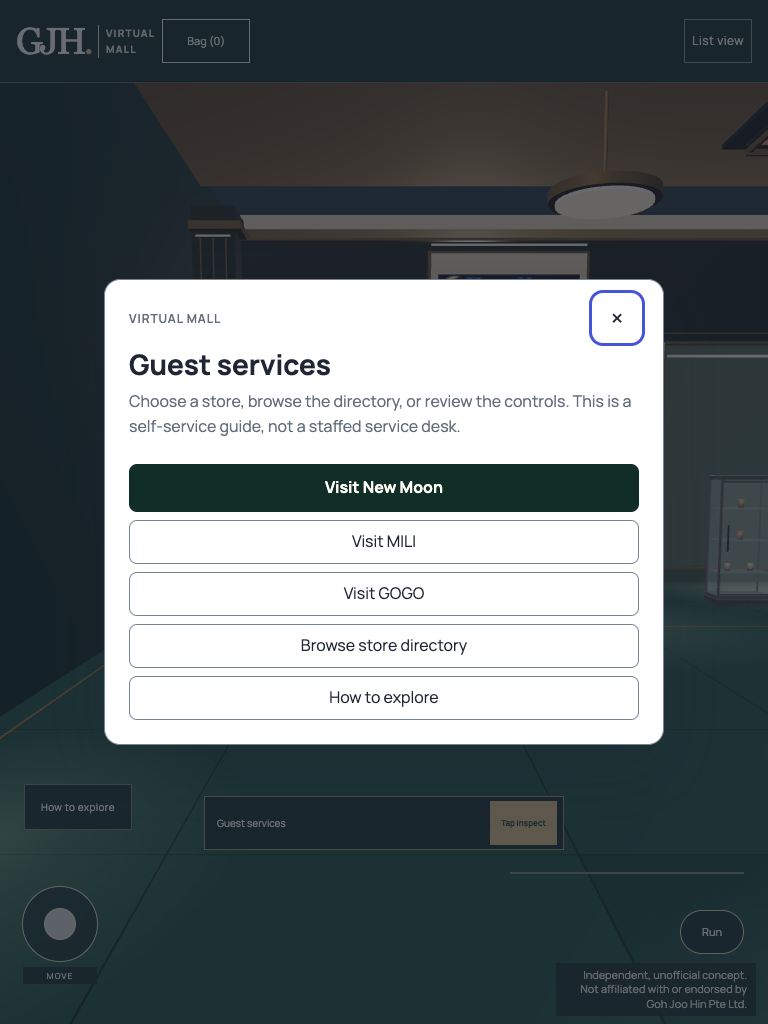 GJH.
VIRTUAL
MALL
Bag (0)
List view
VIRTUAL MALL
×
Guest services
Choose a store, browse the directory, or review the controls. This is a
self-service guide, not a staffed service desk.
Visit New Moon
Visit MILI
Visit GOGO
Browse store directory
How to explore
How to explore
Guest services
Tap Inspect
Run
MOVE
Independent, unofficial concept.
Not affiliated with or endorsed by
Goh Joo Hin Pte Ltd.